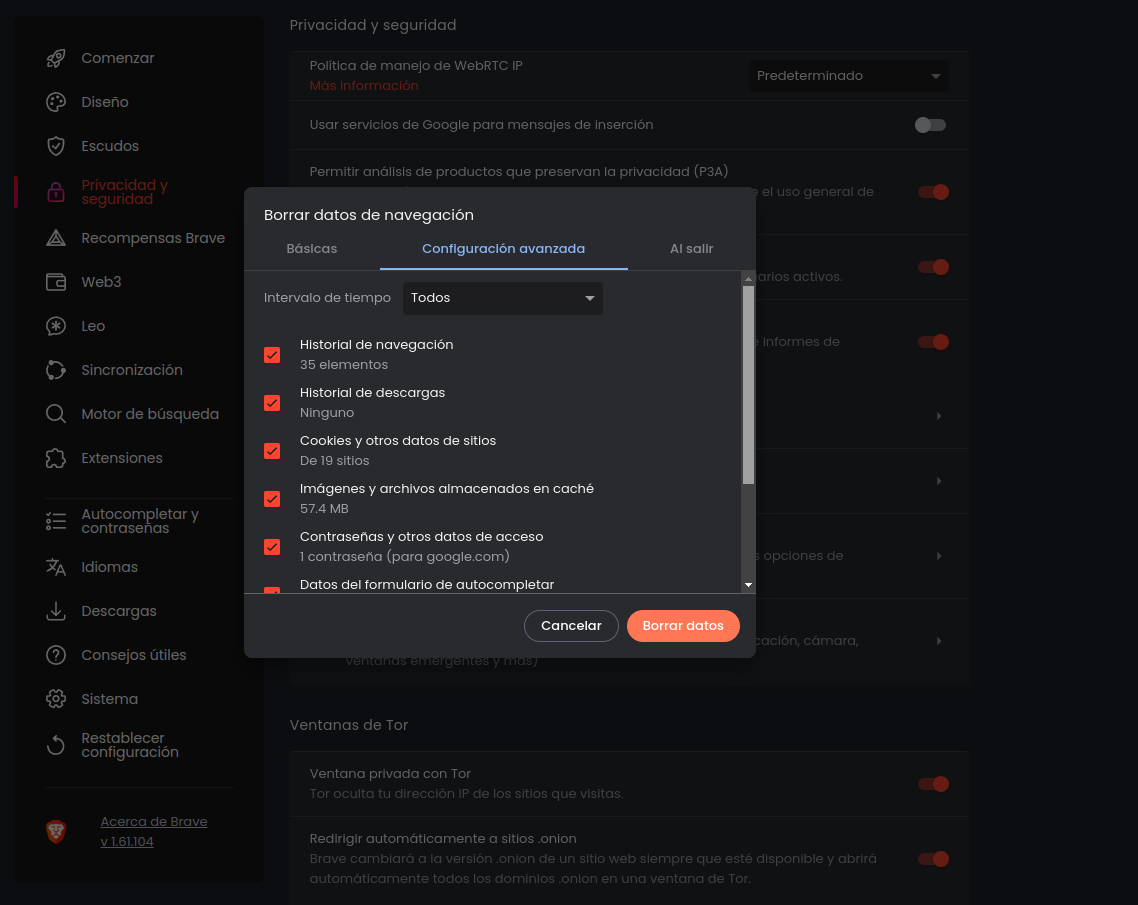 Comenzar
Diseño
Escudos
Privacidad y
seguridad
Recompensas Brave
Web3
Leo
Sincronización
Motor de búsqueda
Extensiones
Autocompletar y
contraseñas
Idiomas
Descargas
Consejos útiles
Sistema
Restablecer
configuración
Acerca de Brave
v 1.61.104
Privacidad y seguridad
Política de manejo de WebRTC IP
Más información
Predeterminado
Usar servicios de Google para mensajes de inserción
Permitir análisis de productos que preservan la privacidad (P3A)
e el uso general de
arios activos.
e informes de
s opciones de
cación, cámara,
ventanas emergentes y más)
Borrar datos de navegación
Básicas
Configuración avanzada
Al salir
Intervalo de tiempo
Todos
Historial de navegación
35 elementos
Historial de descargas
Ninguno
Cookies y otros datos de sitios
De 19 sitios
Imágenes y archivos almacenados en caché
57.4 MB
Contraseñas y otros datos de acceso
1 contraseña (para google.com)
Datos del formulario de autocompletar
Cancelar
Borrar datos
Ventanas de Tor
Ventana privada con Tor
Tor oculta tu dirección IP de los sitios que visitas.
Redirigir automáticamente a sitios .onion
Brave cambiará a la versión .onion de un sitio web siempre que esté disponible y abrirá
automáticamente todos los dominios .onion en una ventana de Tor.